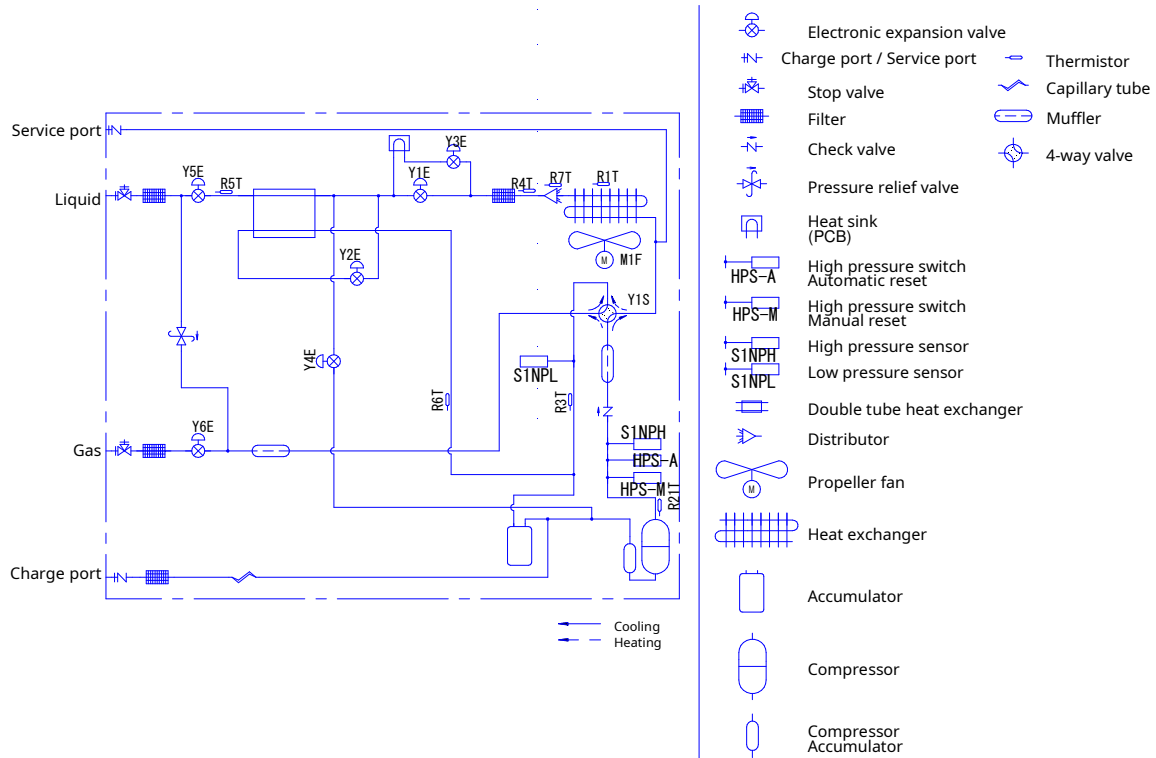 Service port
Liquid
Gas
Charge port
Y5E
R5T
Y3E
Y1E
R4T
R7T
R1T
Y2E
M
M1F
Y1S
Y4E
S1NPL
R6T
R3T
Y6E
S1NPH
HPS-A
HPS-M
R21T
Cooling
Heating
Electronic expansion valve
Charge port / Service port
Thermistor
Stop valve
Capillary tube
Filter
Muffler
Check valve
4-way valve
Pressure relief valve
Heat sink
(PCB)
HPS-A
High pressure switch
Automatic reset
HPS-M
High pressure switch
Manual reset
S1NPH
High pressure sensor
S1NPL
Low pressure sensor
Double tube heat exchanger
Distributor
M
Propeller fan
Heat exchanger
Accumulator
Compressor
Compressor
Accumulator